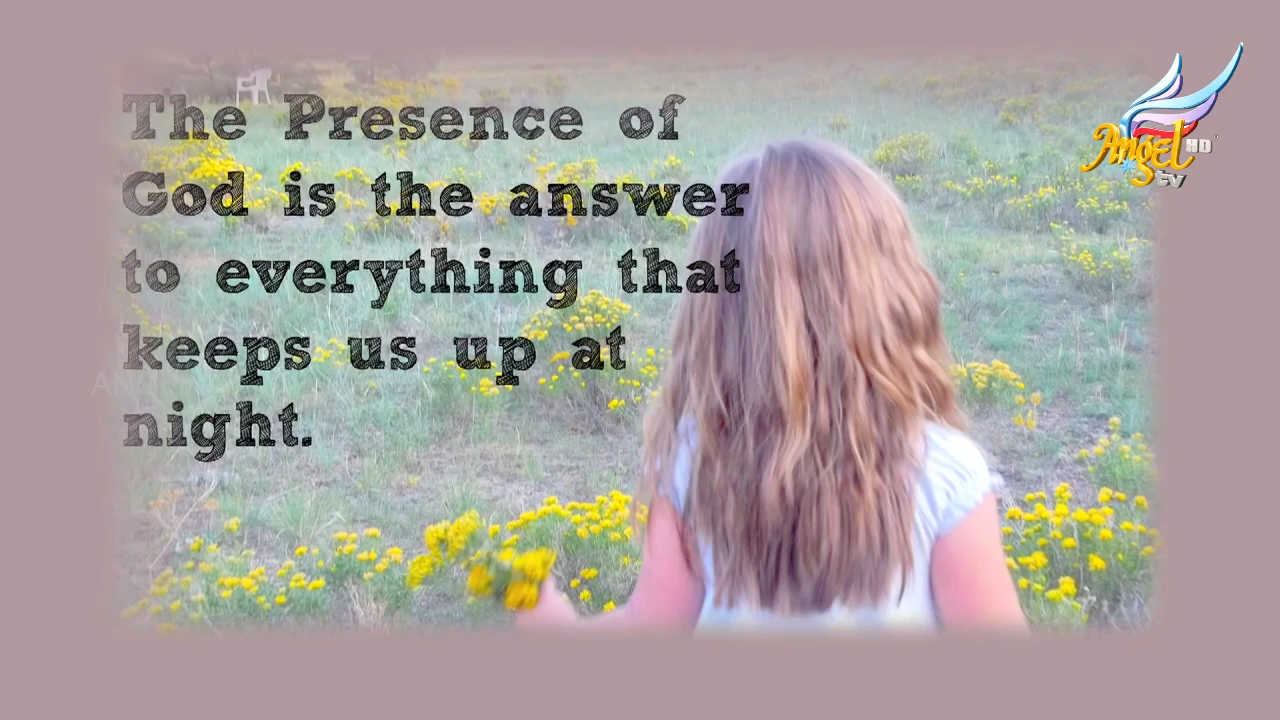 The Presence of
God is the answer
to everything that
keeps us up at
night.
Angel HD
tv